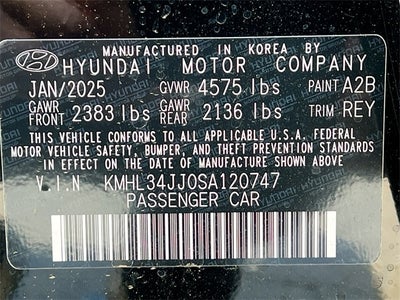 MANUFACTURED IN KOREA BY
HYUNDAI MOTOR COMPANY
JAN/2025 GVWR 4575 lbs PAINT A2B
GAWR FRONT 2383 lbs GAWR REAR 2136 lbs TRIM REY
THIS VEHICLE CONFORMS TO ALL APPLICABLE U.S.A. FEDERAL
MOTOR VEHICLE SAFETY, BUMPER, AND THEFT PREVENTION STANDARDS
IN EFFECT ON THE DATE OF MANUFACTURE SHOWN ABOVE.
V.I.N KMHL34JJ0SA120747
PASSENGER CAR